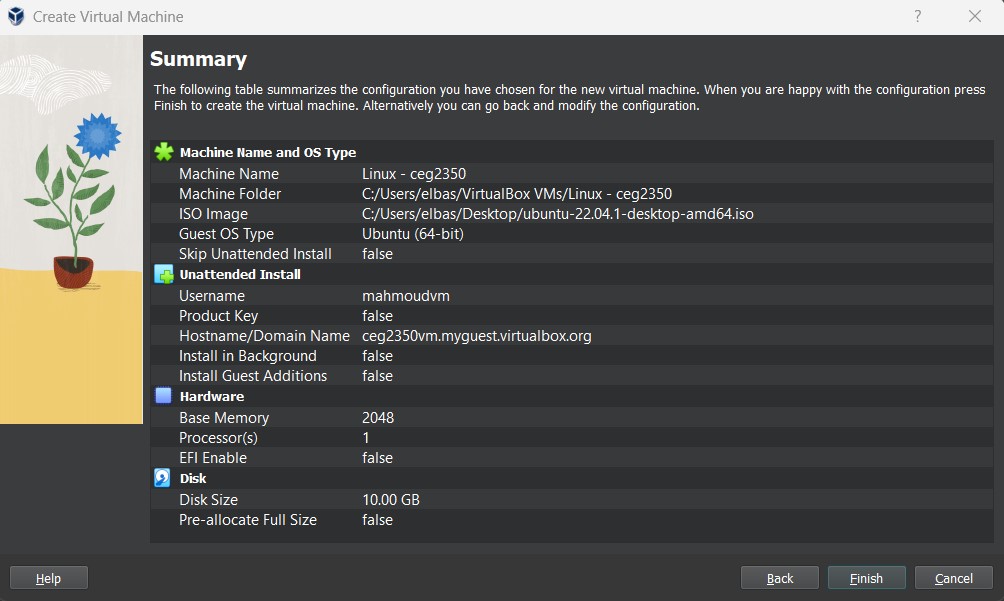 Create Virtual Machine ?
Summary
The following table summarizes the configuration you have chosen for the new virtual machine. When you are happy with the configuration press
Finish to create the virtual machine. Alternatively you can go back and modify the configuration.
Machine Name and OS Type
Machine Name Linux - ceg2350
Machine Folder C:/Users/elbas/VirtualBox VMs/Linux - ceg2350
ISO Image C:/Users/elbas/Desktop/ubuntu-22.04.1-desktop-amd64.iso
Guest OS Type Ubuntu (64-bit)
Skip Unattended Install false
Unattended Install
Username mahmoudvm
Product Key false
Hostname/Domain Name ceg2350vm.myguest.virtualbox.org
Install in Background false
Install Guest Additions false
Hardware
Base Memory 2048
Processor(s) 1
EFI Enable false
Disk
Disk Size 10.00 GB
Pre-allocate Full Size false
Help Back Finish Cancel